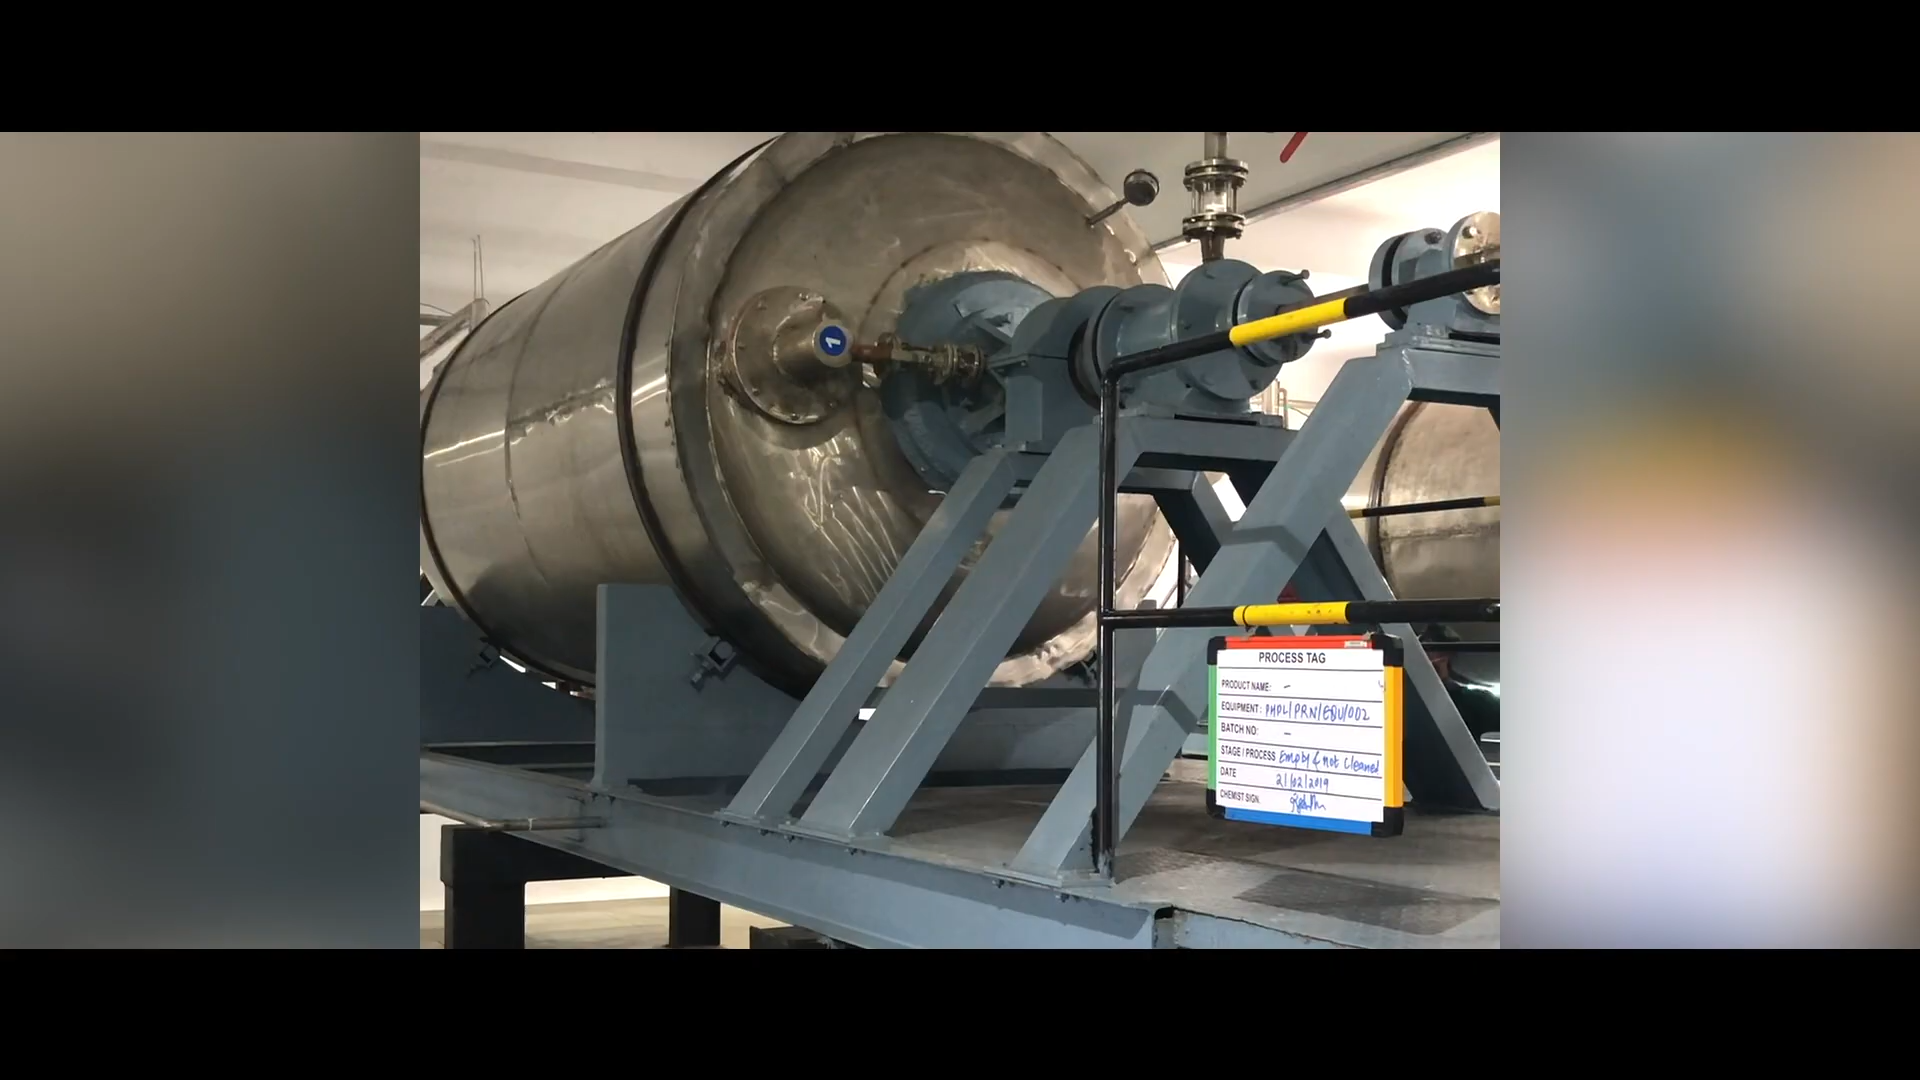 1
PROCESS TAG
PRODUCT NAME: -
EQUIPMENT: PHPL/PRN/EQU/002
BATCH NO: -
STAGE / PROCESS Empty & not cleaned
DATE 21/02/2019
CHEMIST SIGN.